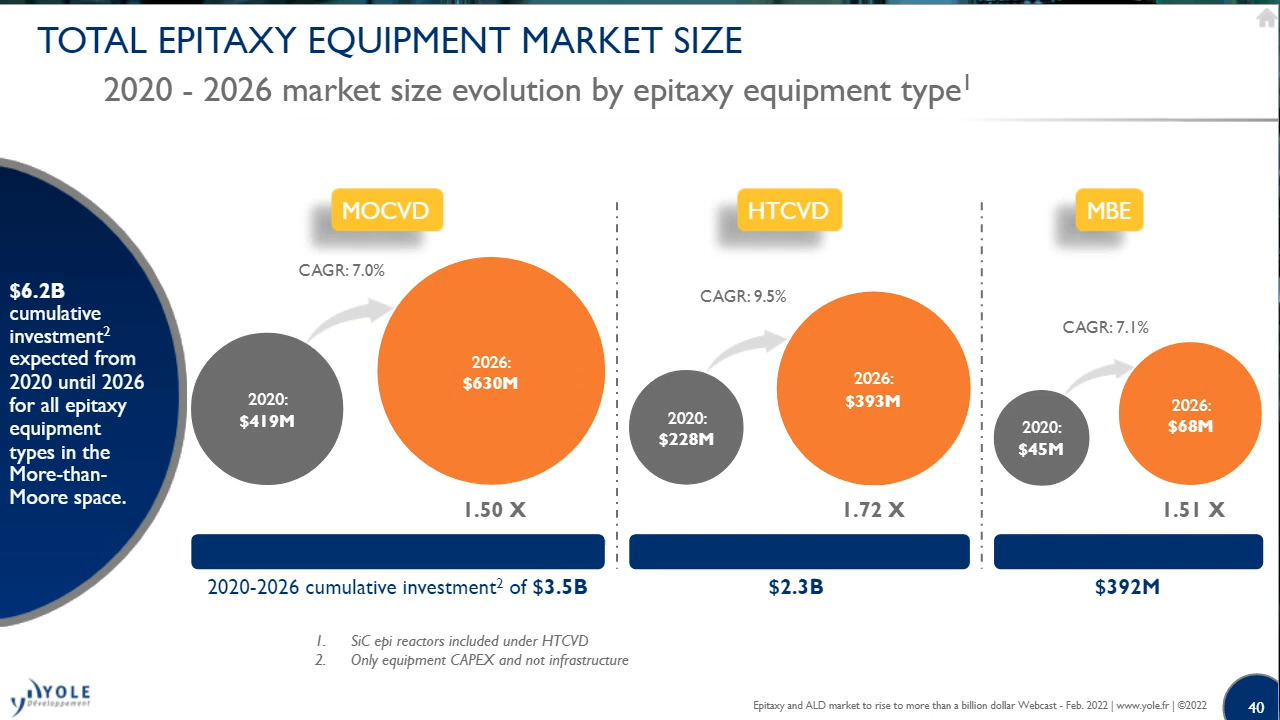 TOTAL EPITAXY EQUIPMENT MARKET SIZE
2020 - 2026 market size evolution by epitaxy equipment type¹
$6.2B
cumulative
investment²
expected from
2020 until 2026
for all epitaxy
equipment
types in the
More-than-
Moore space.
MOCVD
CAGR: 7.0%
2020:
$419M
2026:
$630M
1.50 X
2020-2026 cumulative investment² of $3.5B
HTCVD
CAGR: 9.5%
2020:
$228M
2026:
$393M
1.72 X
$2.3B
MBE
CAGR: 7.1%
2020:
$45M
2026:
$68M
1.51 X
$392M
1. SiC epi reactors included under HTCVD
2. Only equipment CAPEX and not infrastructure
YOLE
Développement
Epitaxy and ALD market to rise to more than a billion dollar Webcast - Feb. 2022 | www.yole.fr | ©2022
40